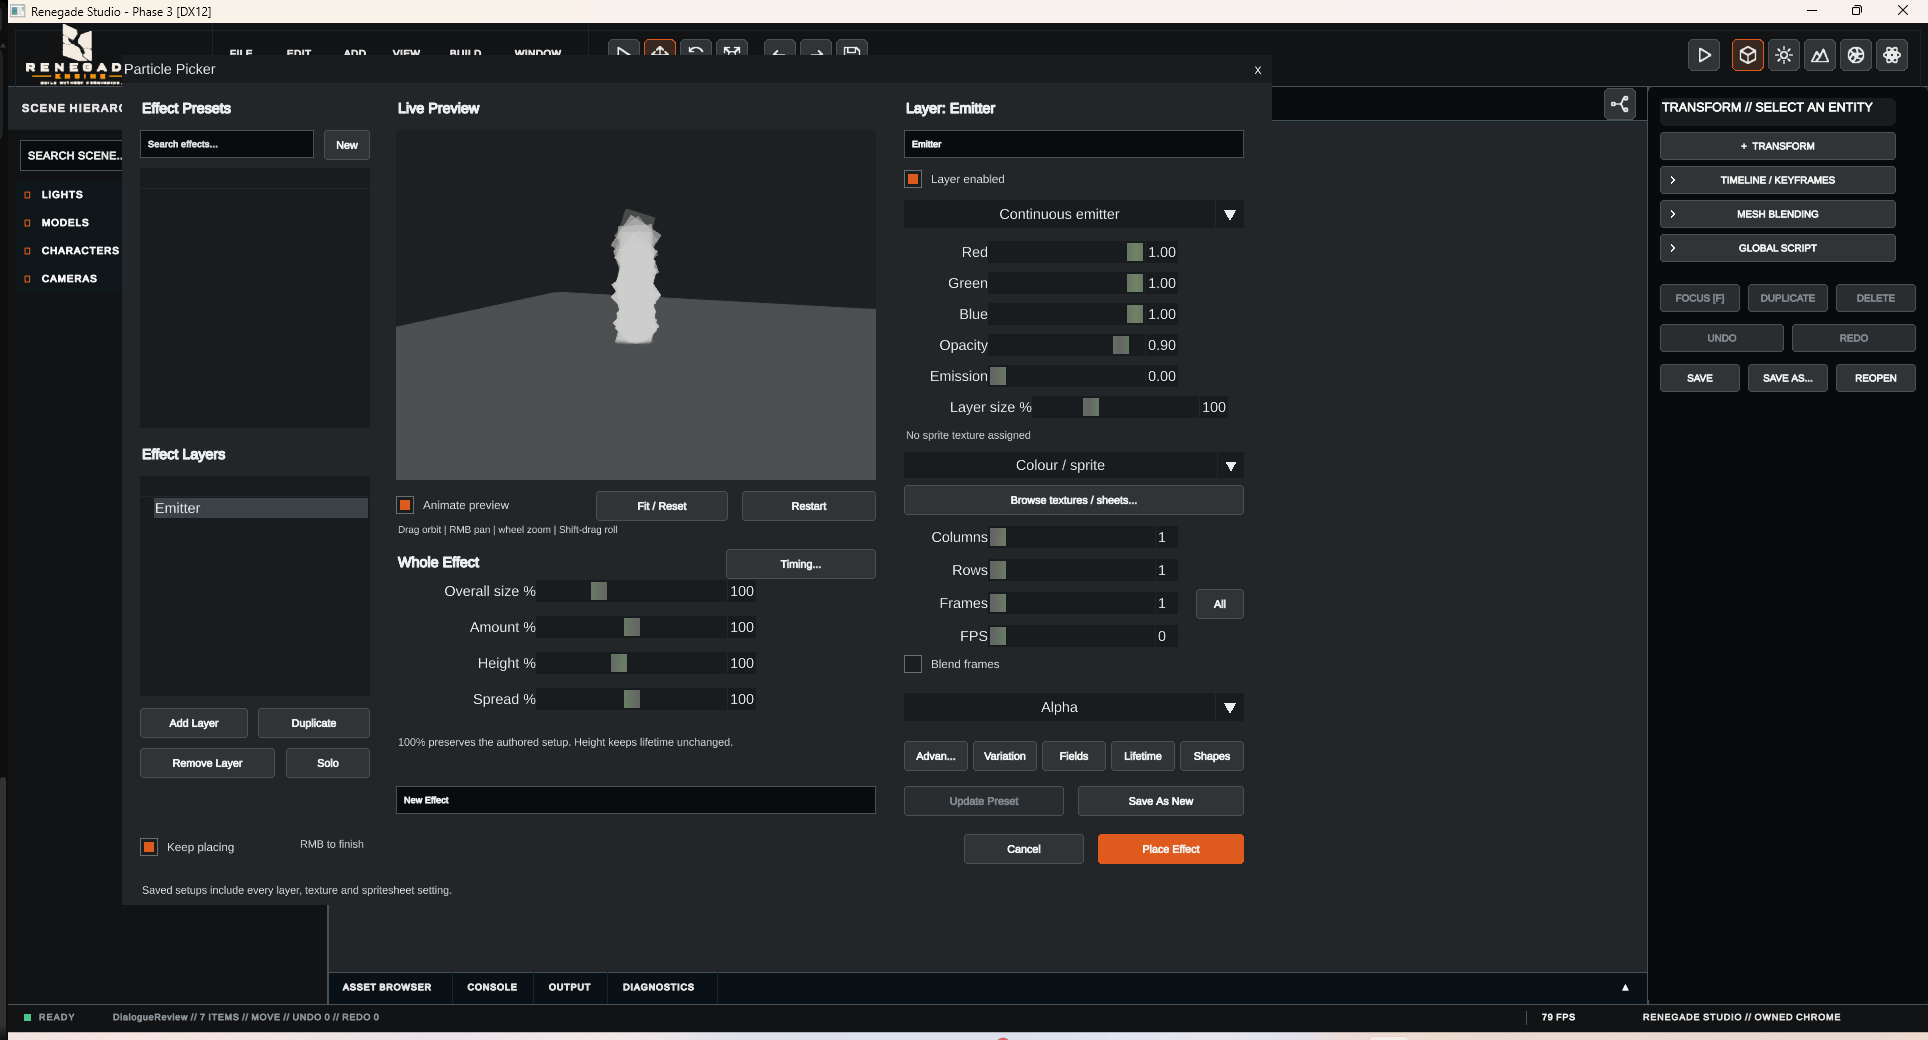 Renegade Studio - Phase 3 [DX12]
FILE EDIT ADD VIEW BUILD WINDOW
RENEGAD
ENGINE
Particle Picker
x
SCENE HIERARC
SEARCH SCENE...
LIGHTS
MODELS
CHARACTERS
CAMERAS
Effect Presets
Search effects...
New
Effect Layers
Emitter
Add Layer
Duplicate
Remove Layer
Solo
Keep placing
RMB to finish
Saved setups include every layer, texture and spritesheet setting.
Live Preview
Animate preview
Fit / Reset
Restart
Drag orbit | RMB pan | wheel zoom | Shift-drag roll
Whole Effect
Timing...
Overall size % 100
Amount % 100
Height % 100
Spread % 100
100% preserves the authored setup. Height keeps lifetime unchanged.
New Effect
Layer: Emitter
Emitter
Layer enabled
Continuous emitter
Red 1.00
Green 1.00
Blue 1.00
Opacity 0.90
Emission 0.00
Layer size % 100
No sprite texture assigned
Colour / sprite
Browse textures / sheets...
Columns 1
Rows 1
Frames 1
All
FPS 0
Blend frames
Alpha
Advan...
Variation
Fields
Lifetime
Shapes
Update Preset
Save As New
Cancel
Place Effect
TRANSFORM // SELECT AN ENTITY
+ TRANSFORM
TIMELINE / KEYFRAMES
MESH BLENDING
GLOBAL SCRIPT
FOCUS [F]
DUPLICATE
DELETE
UNDO
REDO
SAVE
SAVE AS...
REOPEN
ASSET BROWSER
CONSOLE
OUTPUT
DIAGNOSTICS
READY
DialogueReview // 7 ITEMS // MOVE // UNDO 0 // REDO 0
79 FPS
RENEGADE STUDIO // OWNED CHROME